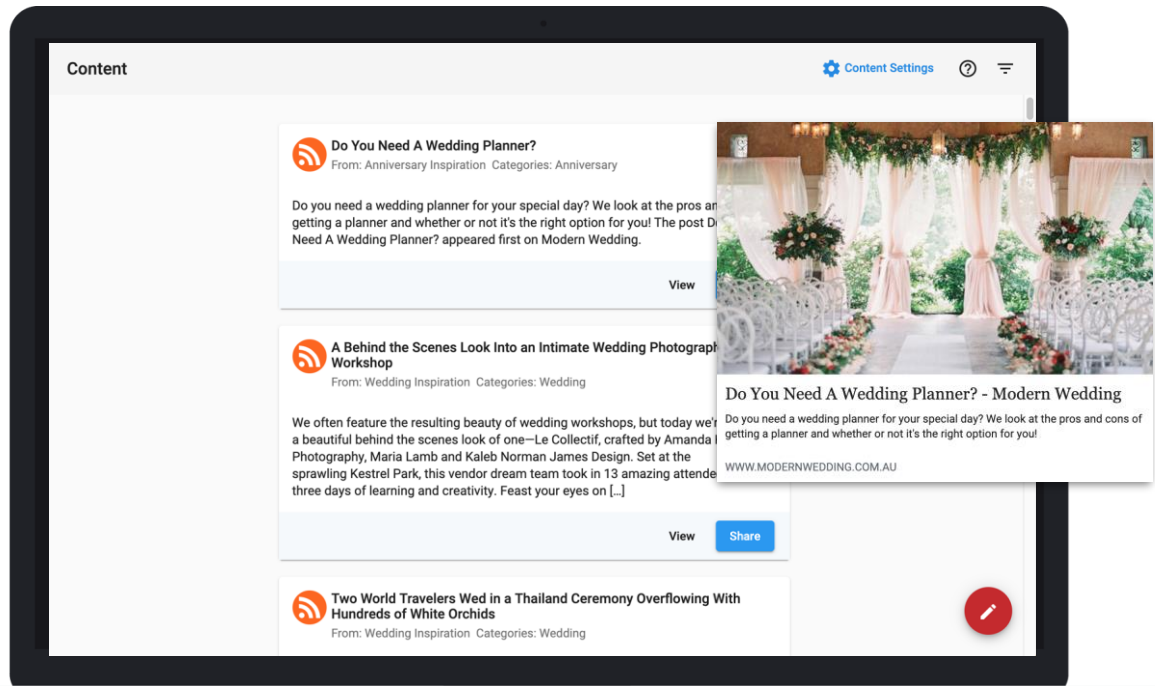 Content
Content Settings
Do You Need A Wedding Planner?
From: Anniversary Inspiration Categories: Anniversary
Do you need a wedding planner for your special day? We look at the pros
getting a planner and whether or not it's the right option for you! The post
Need A Wedding Planner? appeared first on Modern Wedding.
View
A Behind the Scenes Look Into an Intimate Wedding
Workshop
From: Wedding Inspiration Categories: Wedding
We often feature the resulting beauty of wedding workshops, but today
a beautiful behind the scenes look of one—Le Collectif, crafted by Amanda
Photography, Maria Lamb and Kaleb Norman James Design. Set at the
sprawling Kestrel Park, this vendor dream team took in 13 amazing
three days of learning and creativity. Feast your eyes on […]
View
Share
Two World Travelers Wed in a Thailand Ceremony Overflowing With
Hundreds of White Orchids
From: Wedding Inspiration Categories: Wedding
Do You Need A Wedding Planner? - Modern Wedding
Do you need a wedding planner for your special day? We look at the pros and cons of
getting a planner and whether or not it's the right option for you!
WWW.MODERNWEDDING.COM.AU